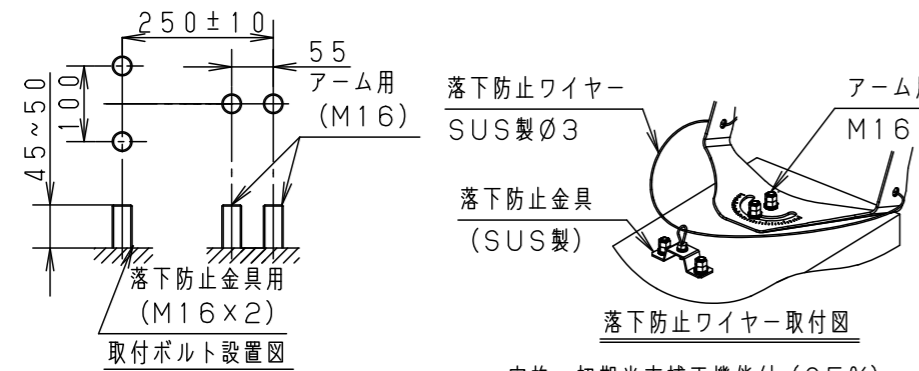 250±10
55
アーム用
(M16)
100
45~50
落下防止金具用
(M16×2)
取付ボルト設置図
落下防止ワイヤー
SUS製Ø3
アーム
M16
落下防止金具
(SUS製)
落下防止ワイヤー取付図